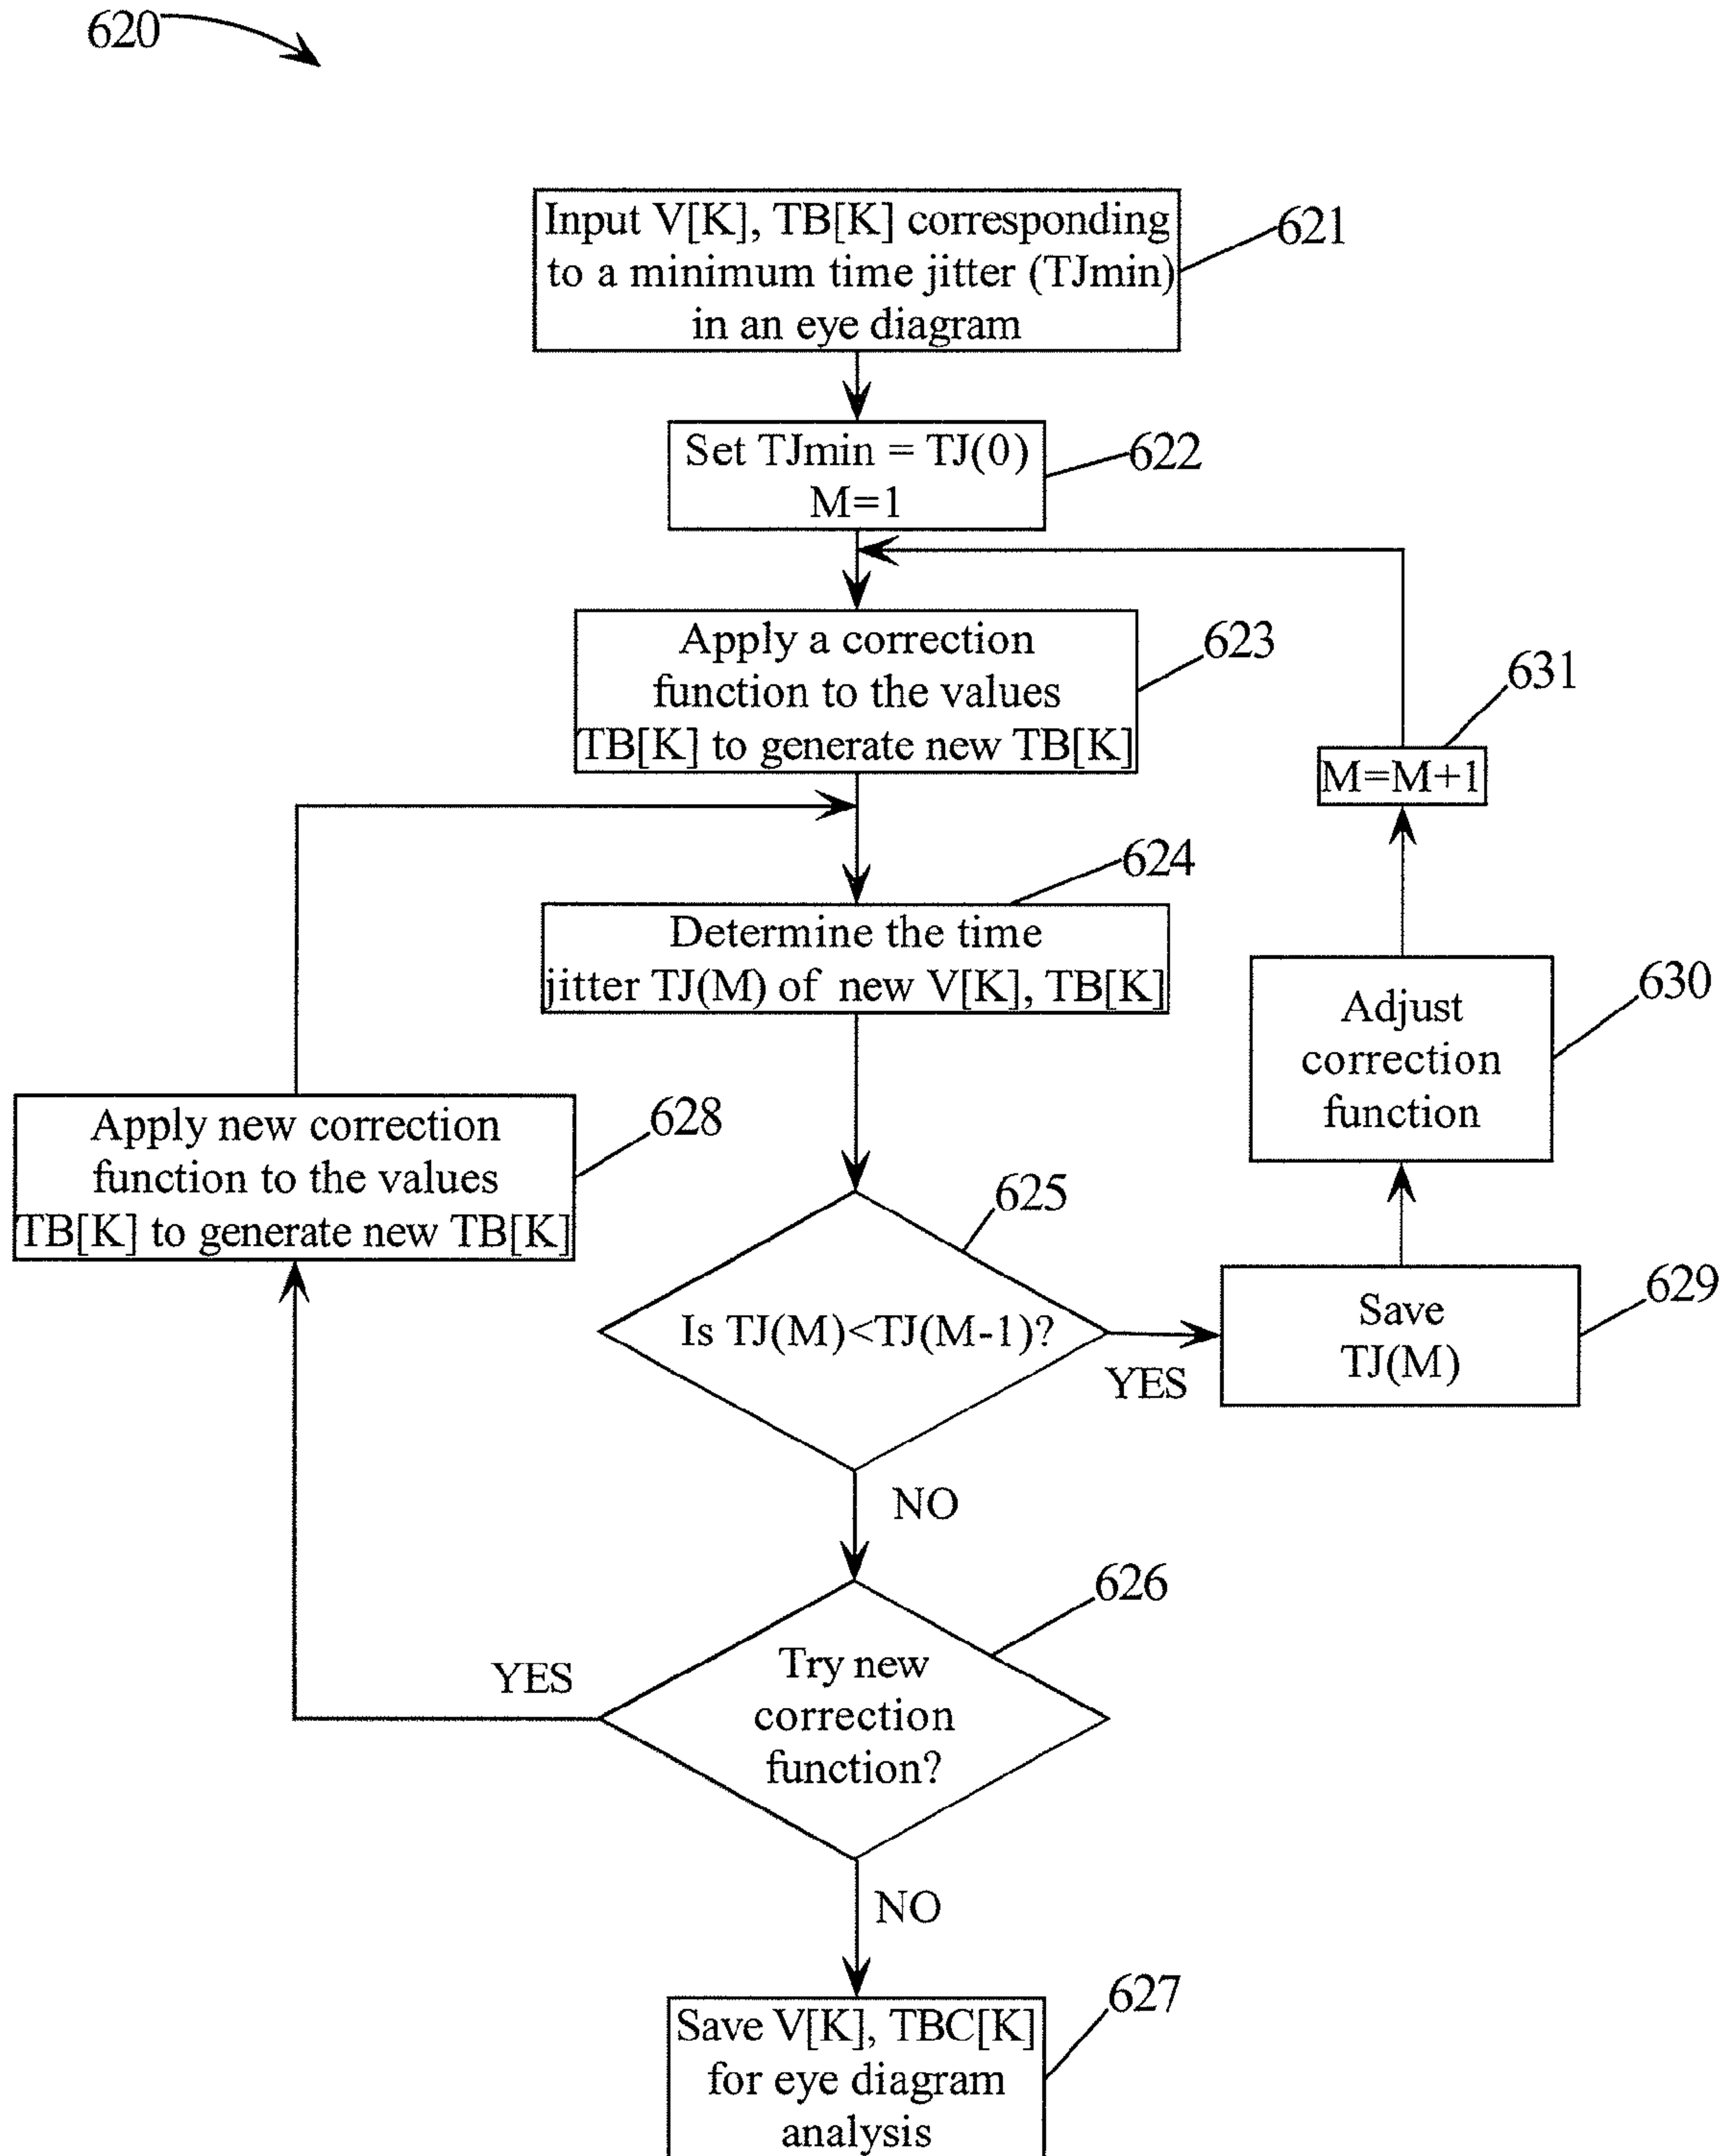 620
Input V[K], TB[K] corresponding
to a minimum time jitter (TJmin)
in an eye diagram
621
Set TJmin = TJ(0)
M=1
622
Apply a correction
function to the values
TB[K] to generate new TB[K]
623
631
M=M+1
624
Determine the time
jitter TJ(M) of new V[K], TB[K]
630
Adjust
correction
function
Apply new correction
function to the values
TB[K] to generate new TB[K]
628
625
Is TJ(M)<TJ(M-1)?
YES
629
Save
TJ(M)
NO
626
Try new
correction
function?
YES
NO
627
Save V[K], TBC[K]
for eye diagram
analysis